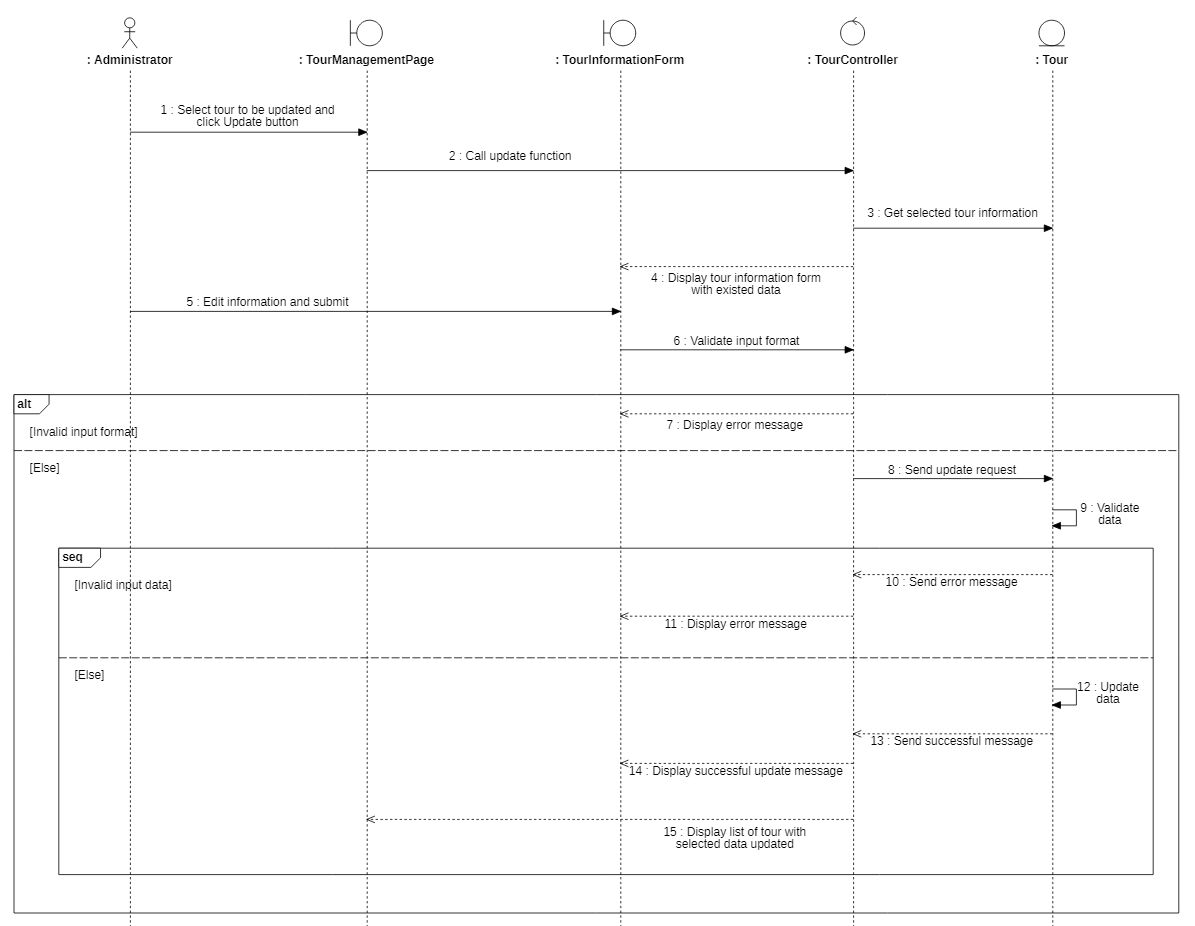 : Administrator
: TourManagementPage
: TourInformationForm
: TourController
: Tour
1 : Select tour to be updated and
click Update button
2 : Call update function
3 : Get selected tour information
4 : Display tour information form
with existed data
5 : Edit information and submit
6 : Validate input format
alt
7 : Display error message
[Invalid input format]
[Else]
8 : Send update request
9 : Validate
data
seq
[Invalid input data]
10 : Send error message
11 : Display error message
[Else]
12 : Update
data
13 : Send successful message
14 : Display successful update message
15 : Display list of tour with
selected data updated